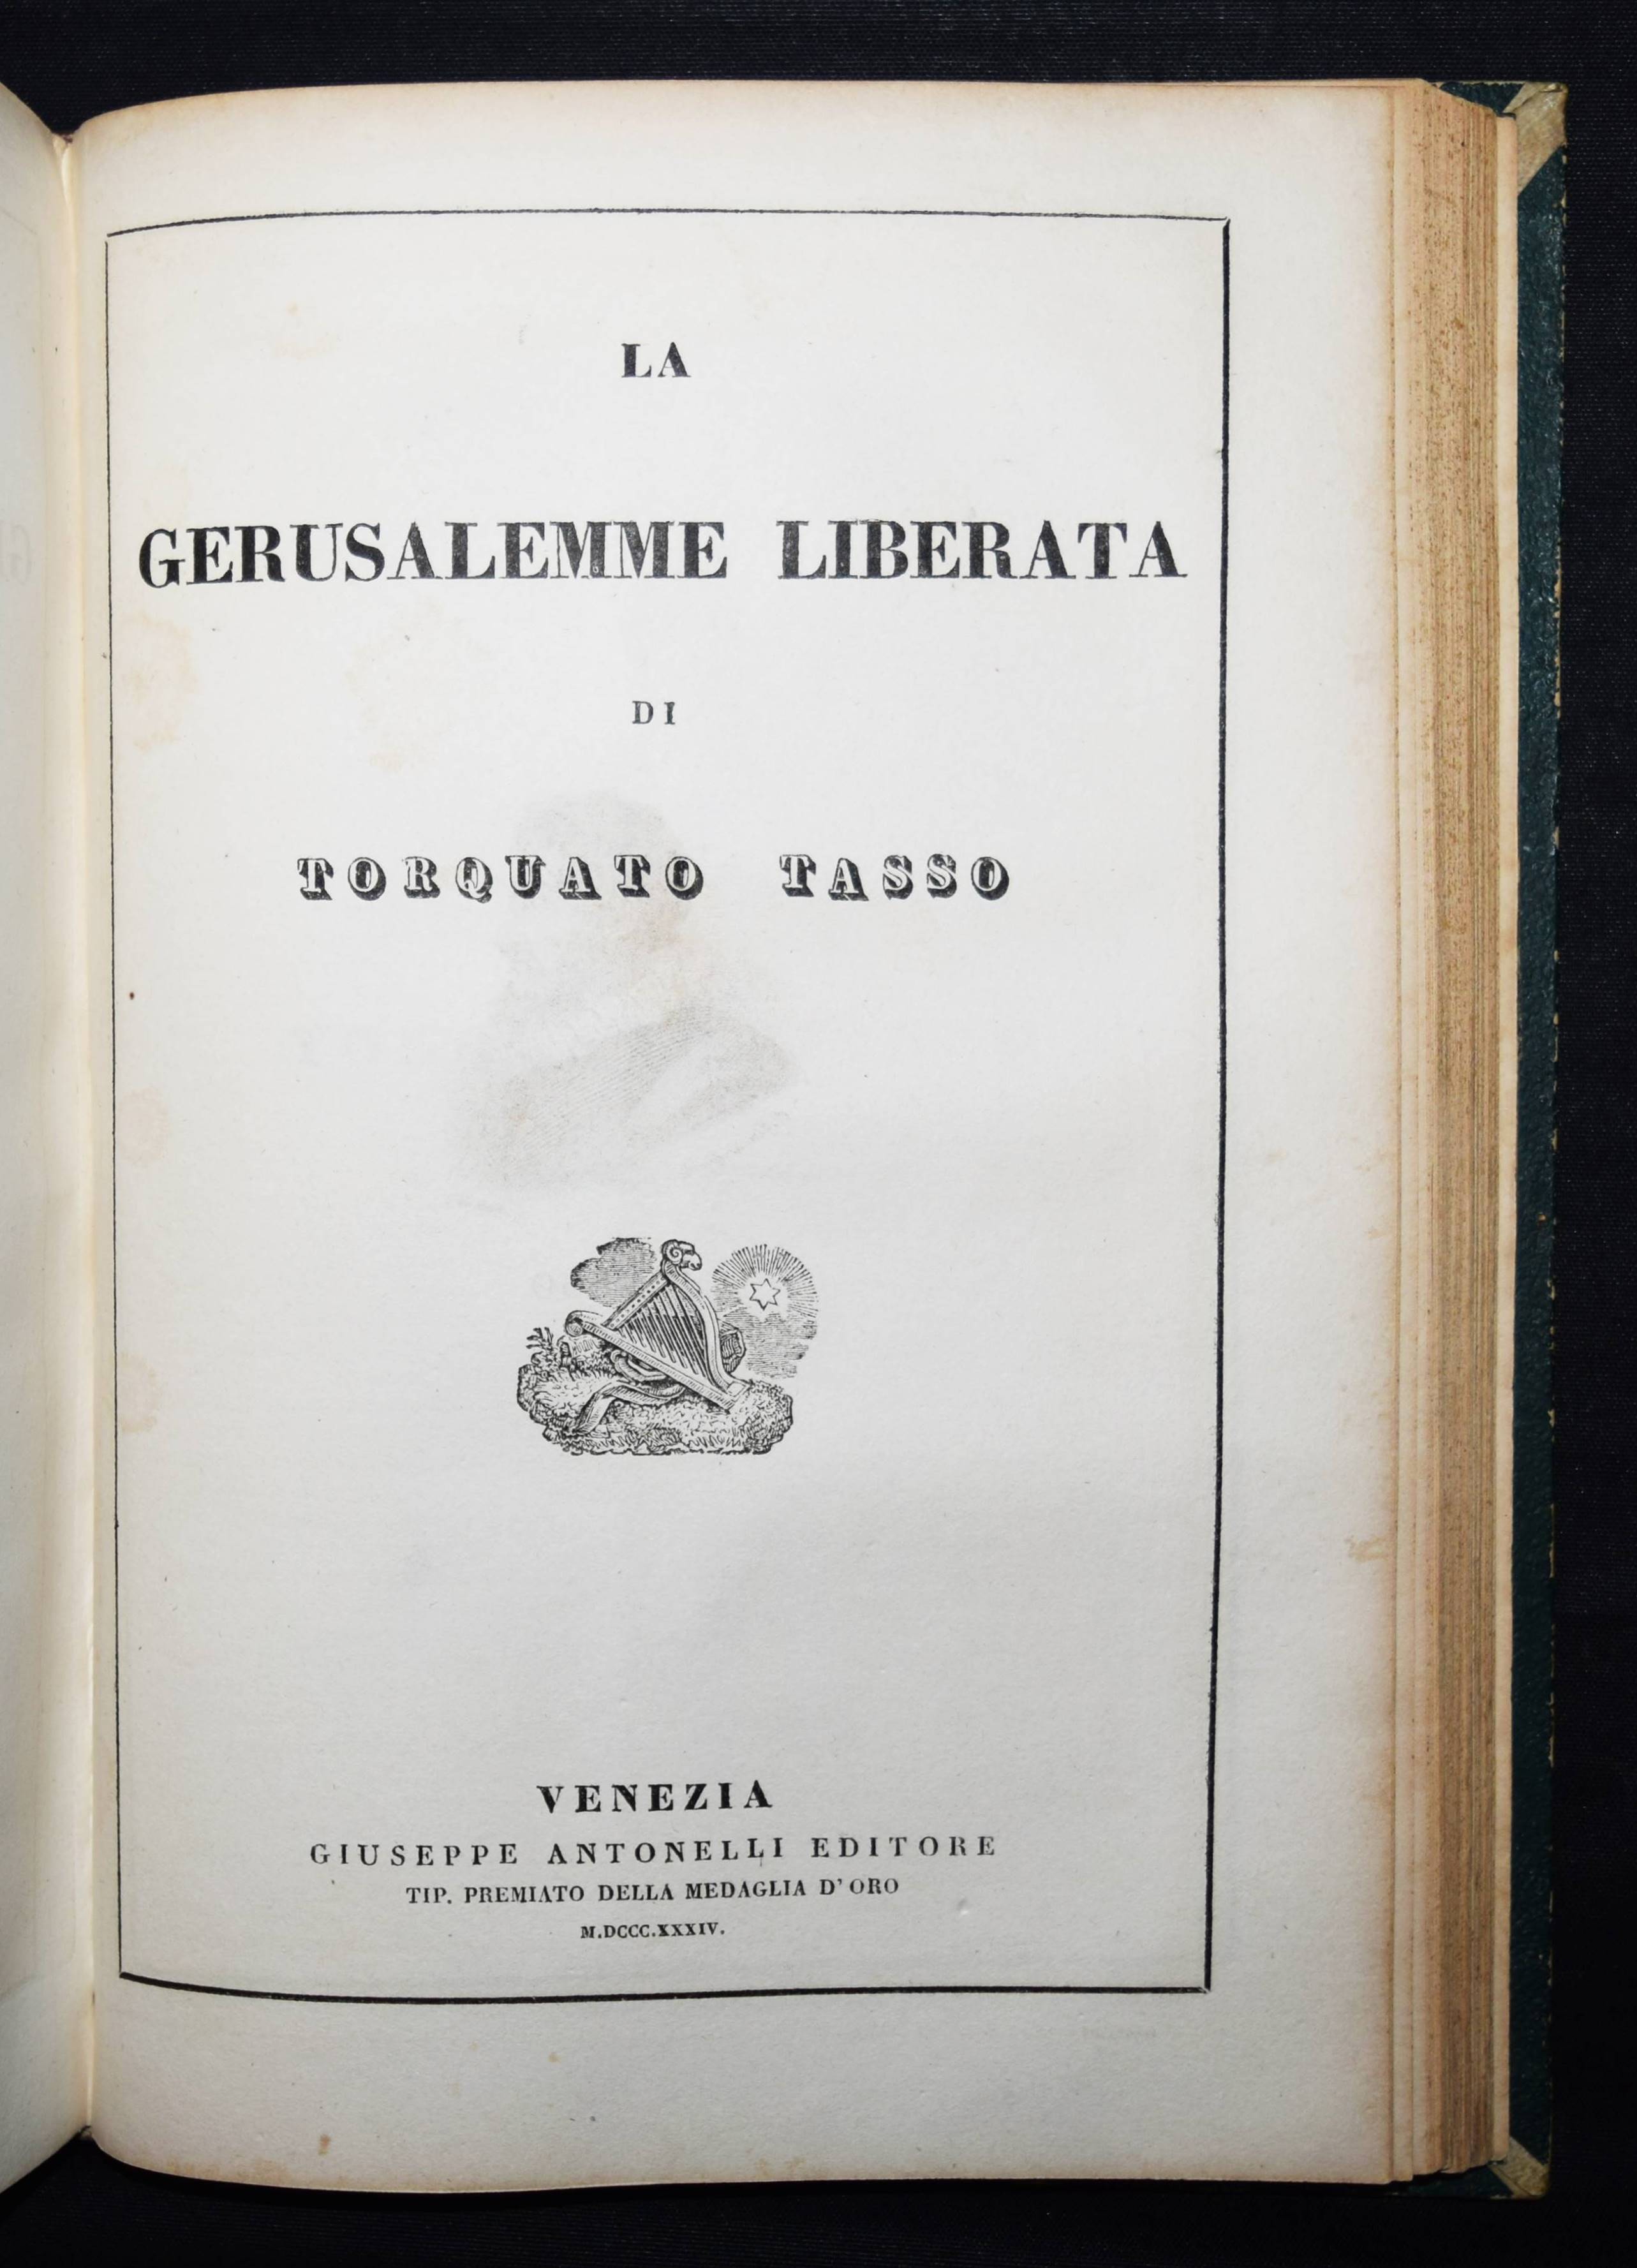 LA
GERUSALEMME LIBERATA
DI
TORQUATO TASSO
VENEZIA
GIUSEPPE ANTONELLI EDITORE
TIP. PREMIATO DELLA MEDAGLIA D' ORO
M.DCCC.XXXIV.